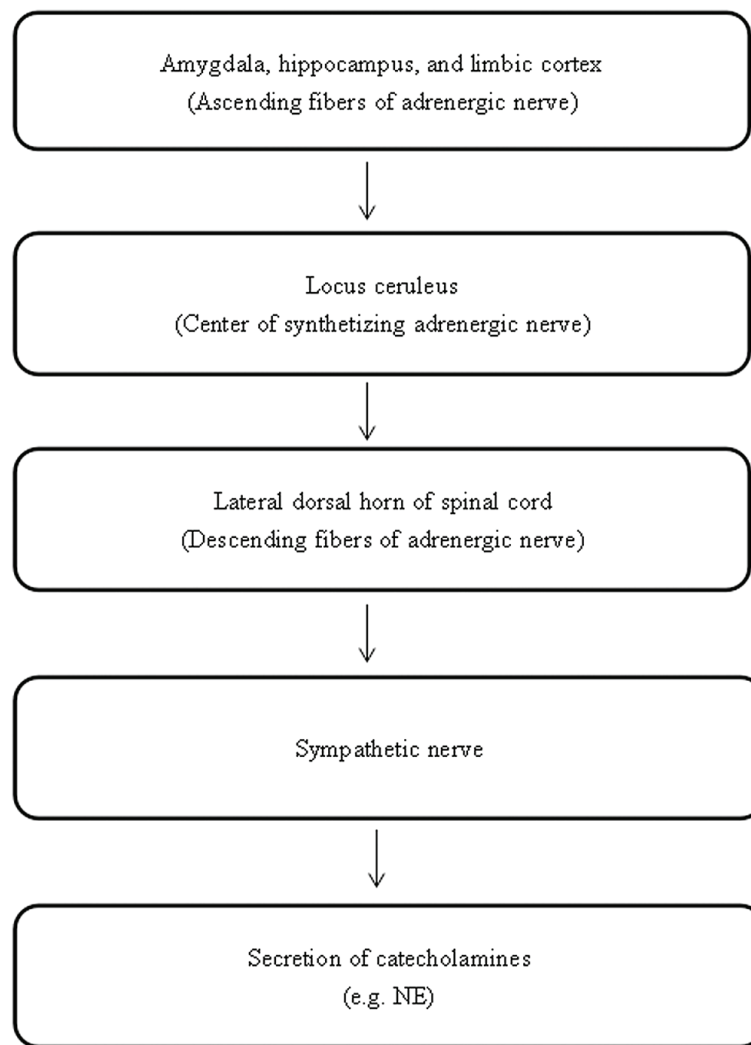 Amygdala, hippocampus, and limbic cortex
(Ascending fibers of adrenergic nerve)
Locus ceruleus
(Center of synthetizing adrenergic nerve)
Lateral dorsal horn of spinal cord
(Descending fibers of adrenergic nerve)
Sympathetic nerve
Secretion of catecholamines
(e.g. NE)